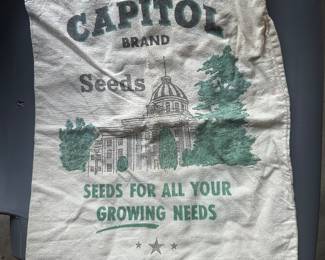 CAPITOL
BRAND
Seeds
SEEDS FOR ALL YOUR
GROWING NEEDS